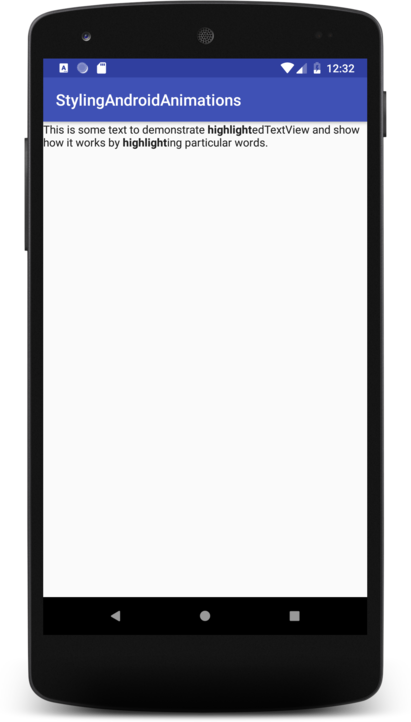 12:32
StylingAndroidAnimations
This is some text to demonstrate highlightedTextView and show
how it works by highlighting particular words.